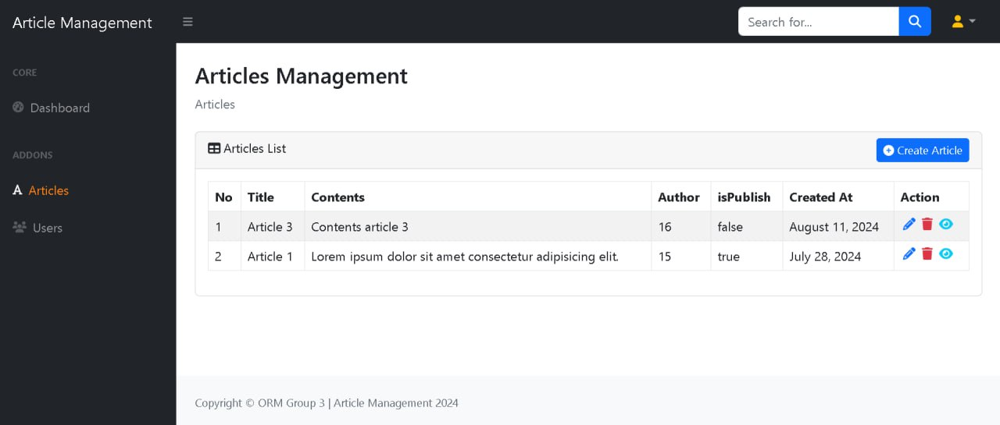 Article Management
Search for...
CORE
Dashboard
ADDONS
Articles
Users
Articles Management
Articles
Articles List
Create Article
No Title Contents Author isPublish Created At Action
1 Article 3 Contents article 3 16 false August 11, 2024
2 Article 1 Lorem ipsum dolor sit amet consectetur adipisicing elit. 15 true July 28, 2024
Copyright © ORM Group 3 | Article Management 2024